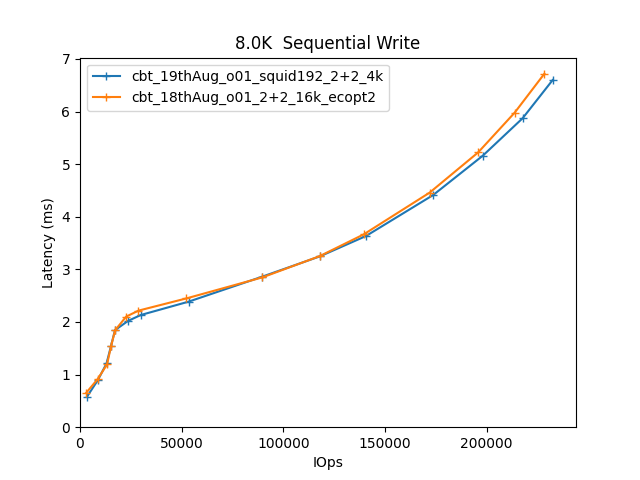 8.0K  Sequential Write
cbt_19thAug_o01_squid192_2+2_4k
cbt_18thAug_o01_2+2_16k_ecopt2
Latency (ms)
7
6
5
4
3
2
1
0
0 50000 100000 150000 200000
IOps